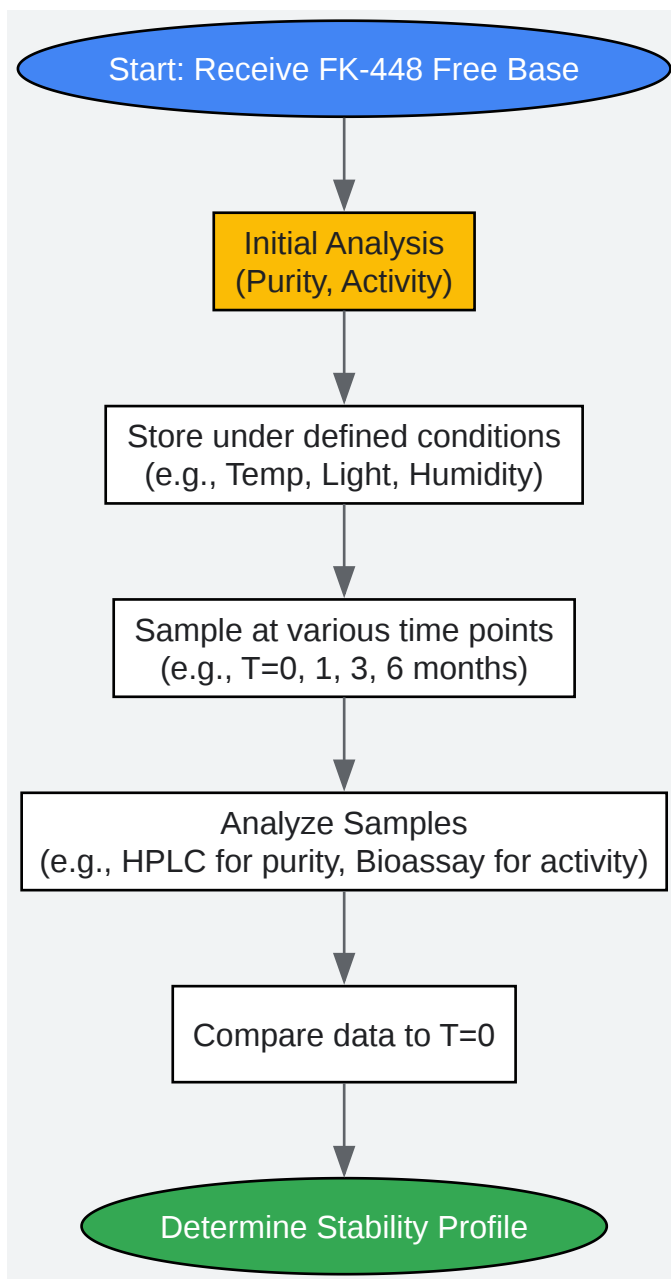 Start: Receive FK-448 Free Base
Initial Analysis
(Purity, Activity)
Store under defined conditions
(e.g., Temp, Light, Humidity)
Sample at various time points
(e.g., T=0, 1, 3, 6 months)
Analyze Samples
(e.g., HPLC for purity, Bioassay for activity)
Compare data to T=0
Determine Stability Profile